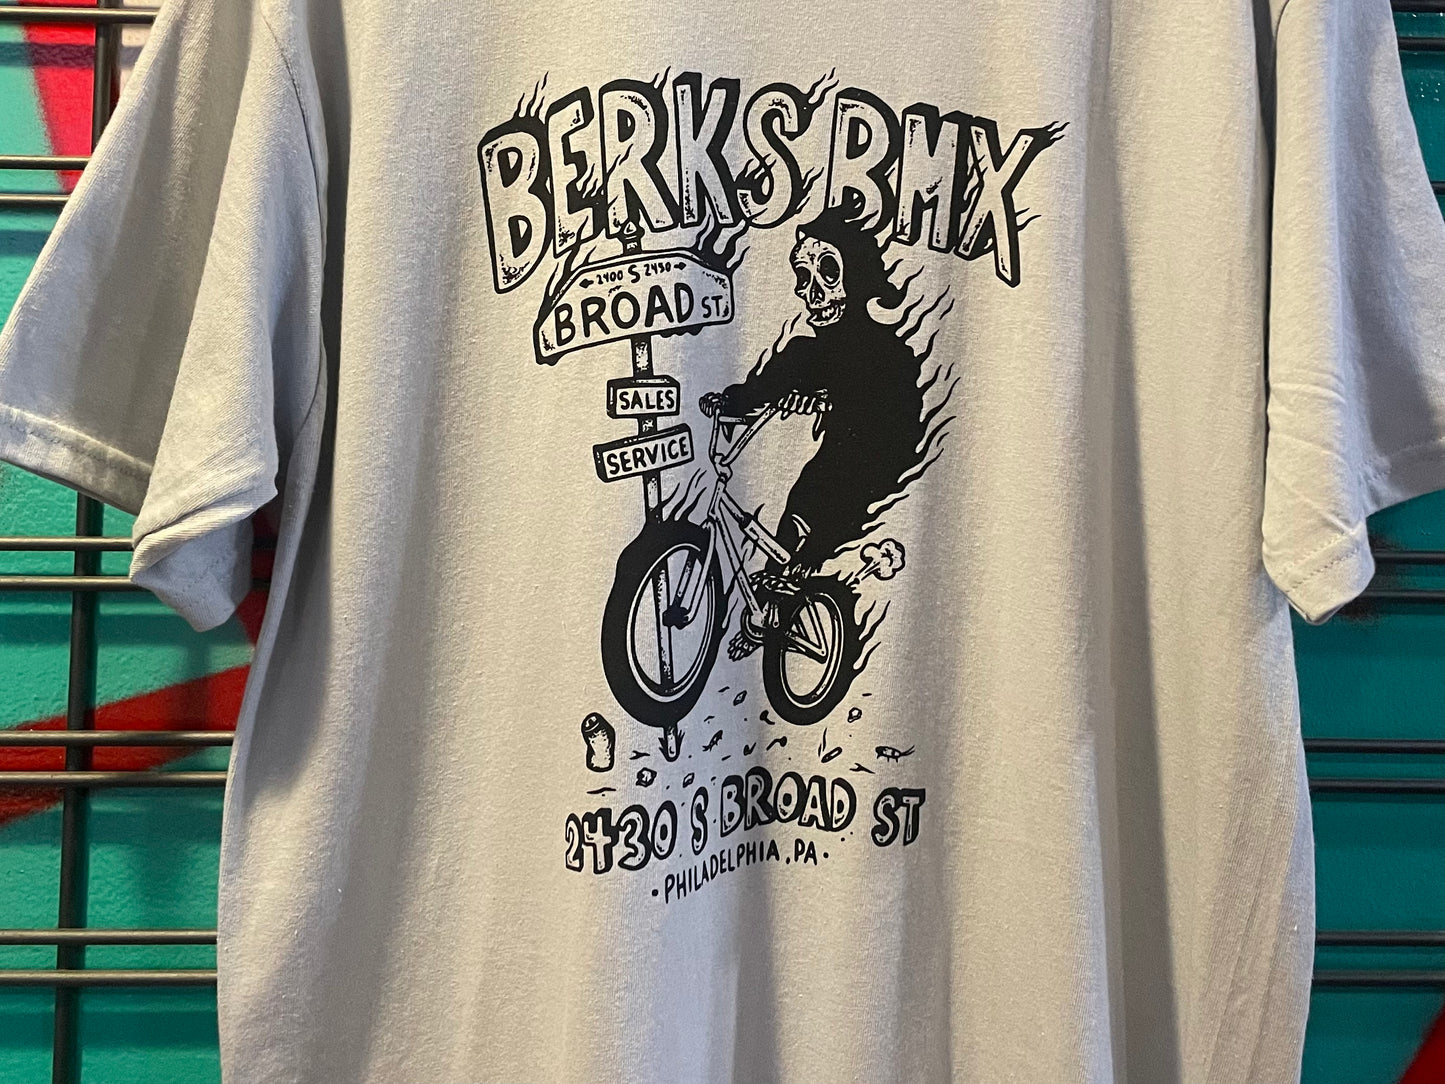 BERKS BMX
← 2400 S 2450 →
BROAD ST.
SALES
SERVICE
2430 S BROAD ST
• PHILADELPHIA, PA •